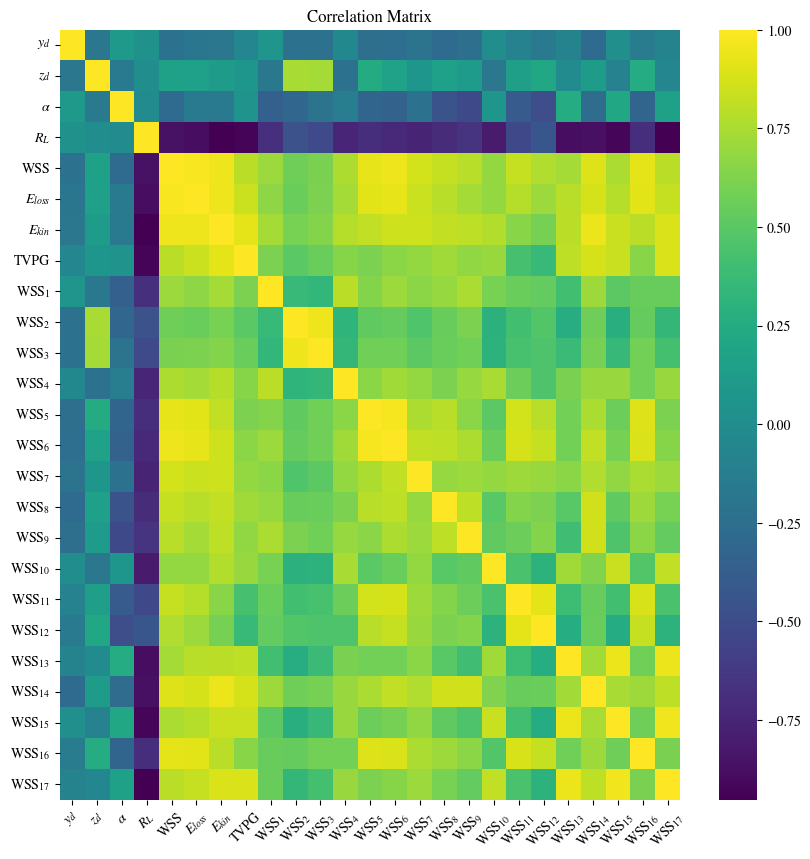 Correlation Matrix
y_d
z_d
α
R_L
WSS
E_loss
E_kin
TVPG
WSS_1
WSS_2
WSS_3
WSS_4
WSS_5
WSS_6
WSS_7
WSS_8
WSS_9
WSS_10
WSS_11
WSS_12
WSS_13
WSS_14
WSS_15
WSS_16
WSS_17
y_d z_d α R_L WSS E_loss E_kin TVPG WSS_1 WSS_2 WSS_3 WSS_4 WSS_5 WSS_6 WSS_7 WSS_8 WSS_9 WSS_10 WSS_11 WSS_12 WSS_13 WSS_14 WSS_15 WSS_16 WSS_17
1.00
0.75
0.50
0.25
0.00
−0.25
−0.50
−0.75